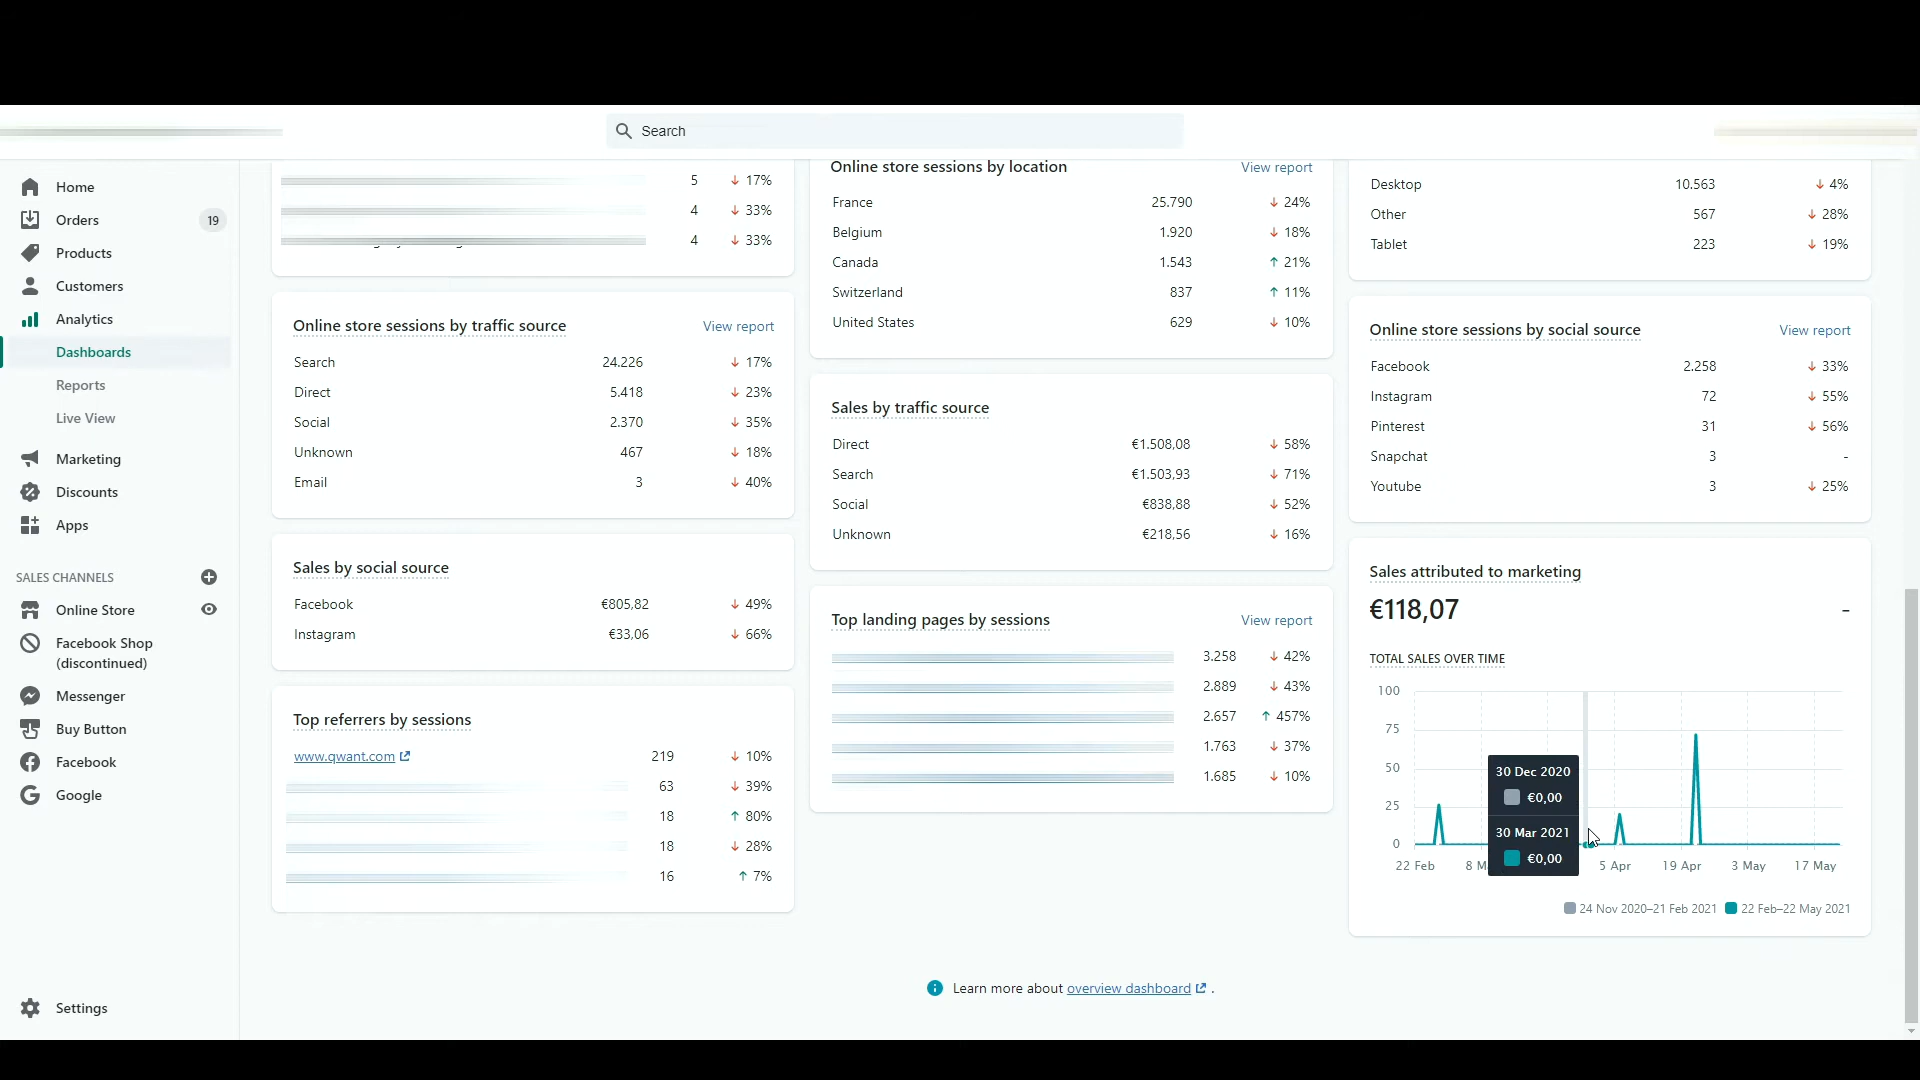 Search
Home
Orders 19
Products
Customers
Analytics
Dashboards
Reports
Live View
Marketing
Discounts
Apps
SALES CHANNELS
Online Store
Facebook Shop
(discontinued)
Messenger
Buy Button
Facebook
Google
Settings
5 ↓ 17%
4 ↓ 33%
4 ↓ 33%
Online store sessions by traffic source View report
Search 24.226 ↓ 17%
Direct 5.418 ↓ 23%
Social 2.370 ↓ 35%
Unknown 467 ↓ 18%
Email 3 ↓ 40%
Sales by social source
Facebook €805,82 ↓ 49%
Instagram €33,06 ↓ 66%
Top referrers by sessions
www.qwant.com 219 ↓ 10%
63 ↓ 39%
18 ↑ 80%
18 ↓ 28%
16 ↑ 7%
Online store sessions by location View report
France 25.790 ↓ 24%
Belgium 1.920 ↓ 18%
Canada 1.543 ↑ 21%
Switzerland 837 ↑ 11%
United States 629 ↓ 10%
Sales by traffic source
Direct €1.508,08 ↓ 58%
Search €1.503,93 ↓ 71%
Social €838,88 ↓ 52%
Unknown €218,56 ↓ 16%
Top landing pages by sessions View report
3.258 ↓ 42%
2.889 ↓ 43%
2.657 ↑ 457%
1.763 ↓ 37%
1.685 ↓ 10%
Desktop 10.563 ↓ 4%
Other 567 ↓ 28%
Tablet 223 ↓ 19%
Online store sessions by social source View report
Facebook 2.258 ↓ 33%
Instagram 72 ↓ 55%
Pinterest 31 ↓ 56%
Snapchat 3 -
Youtube 3 ↓ 25%
Sales attributed to marketing
€118,07 -
TOTAL SALES OVER TIME
100
75
50
25
0
30 Dec 2020
€0,00
30 Mar 2021
€0,00
22 Feb 8 M 5 Apr 19 Apr 3 May 17 May
24 Nov 2020–21 Feb 2021 22 Feb–22 May 2021
Learn more about overview dashboard .